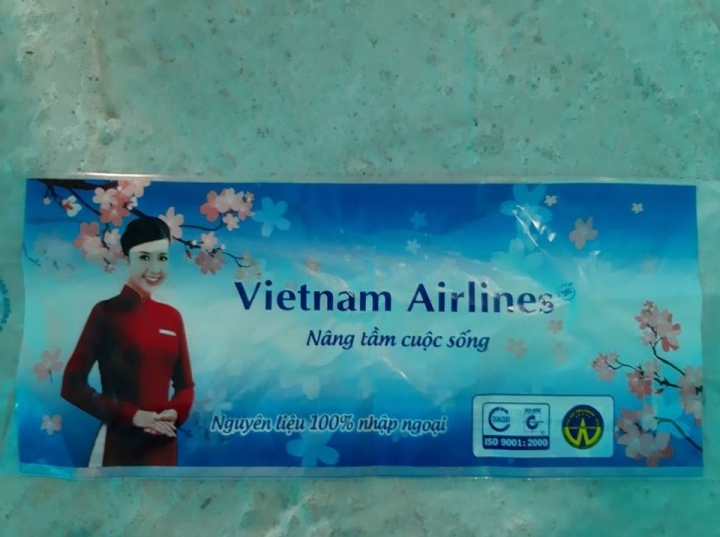 Vietnam Airlines
Nâng tầm cuộc sống
Nguyên liệu 100% nhập ngoại
ISO 9001:2000